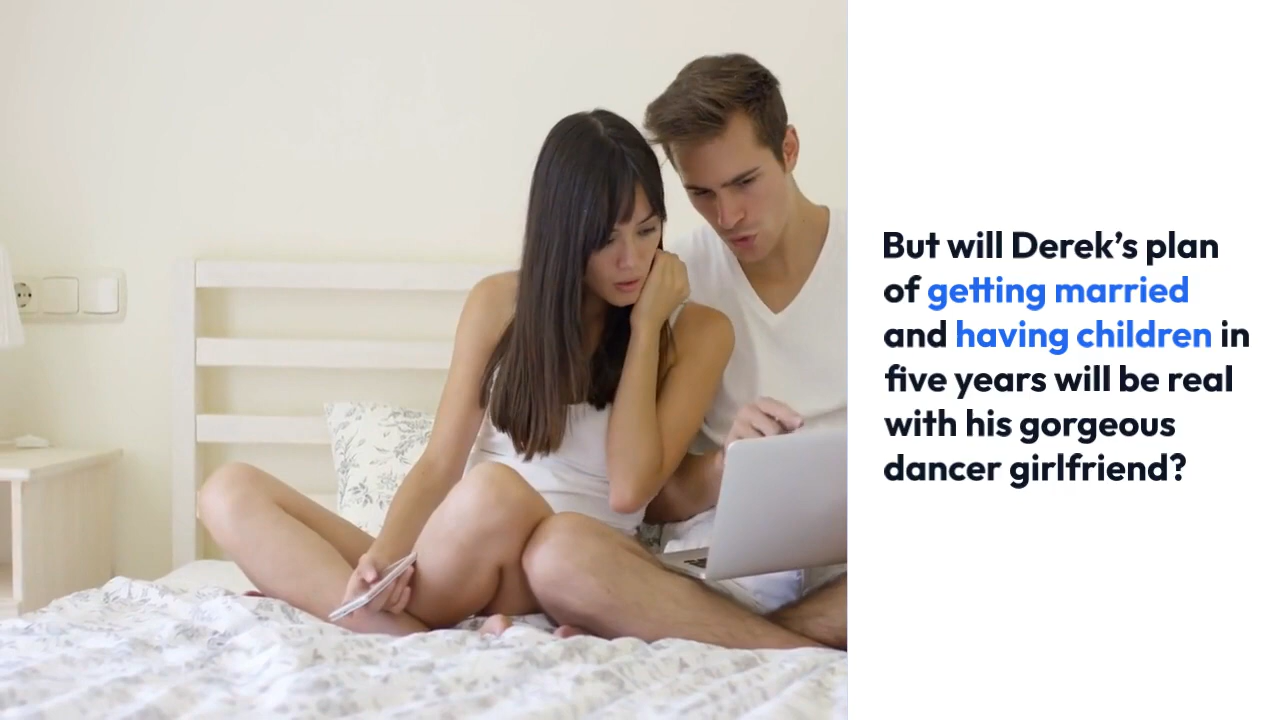 But will Derek’s plan
of getting married
and having children in
five years will be real
with his gorgeous
dancer girlfriend?